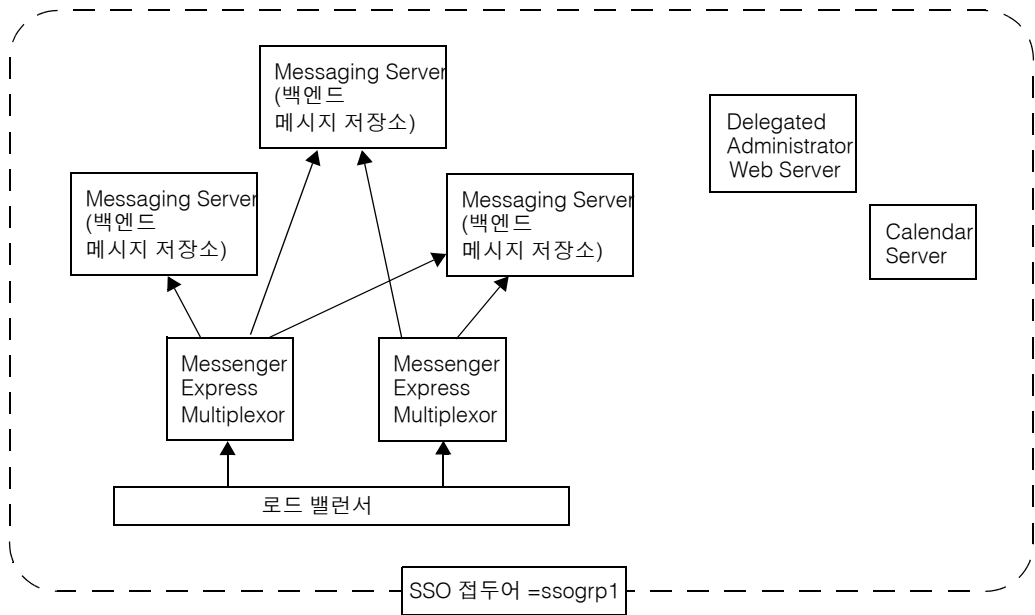 Messaging Server
(백엔드
메시지 저장소)
Delegated
Administrator
Web Server
Messaging Server
(백엔드
메시지 저장소)
Messaging Server
(백엔드
메시지 저장소)
Calendar
Server
Messenger
Express
Multiplexor
Messenger
Express
Multiplexor
로드 밸런서
SSO 접두어 =ssogrp1